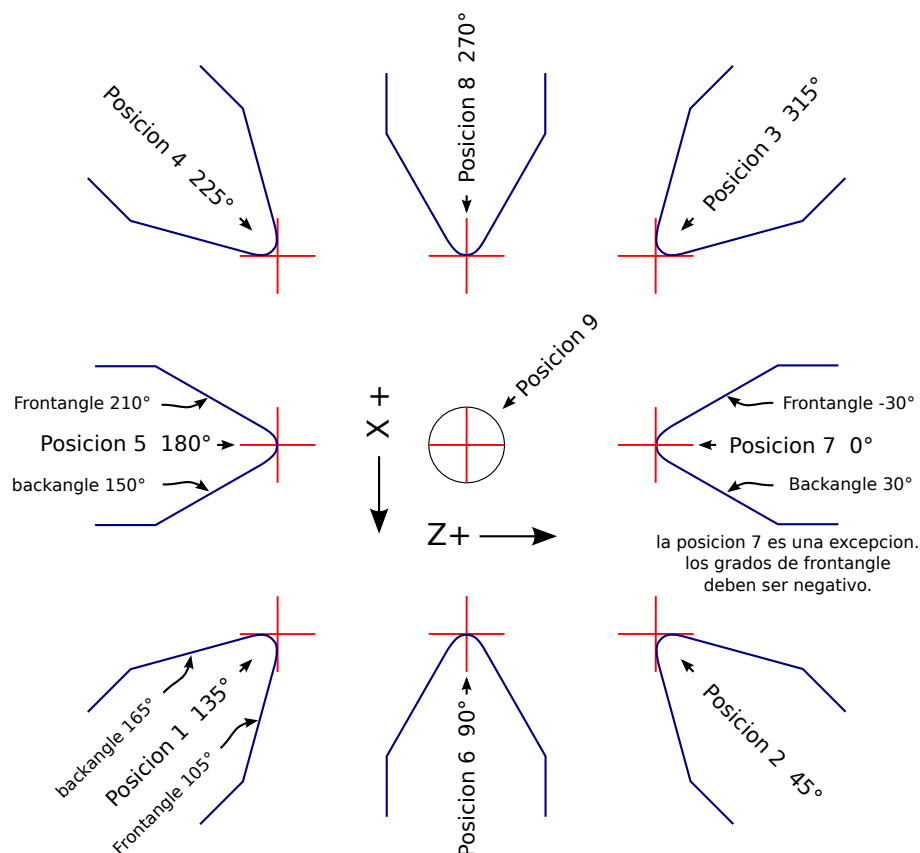 Posicion 4 225°
Posicion 8 270°
Posicion 3 315°
Posicion 9
Frontangle 210°
Posicion 5 180°
backangle 150°
X +
Z+
Frontangle -30°
Posicion 7 0°
Backangle 30°
la posicion 7 es una excepcion.
los grados de frontangle
deben ser negativo.
backangle 165°
Posicion 1 135°
Frontangle 105°
Posicion 6 90°
Posicion 2 45°